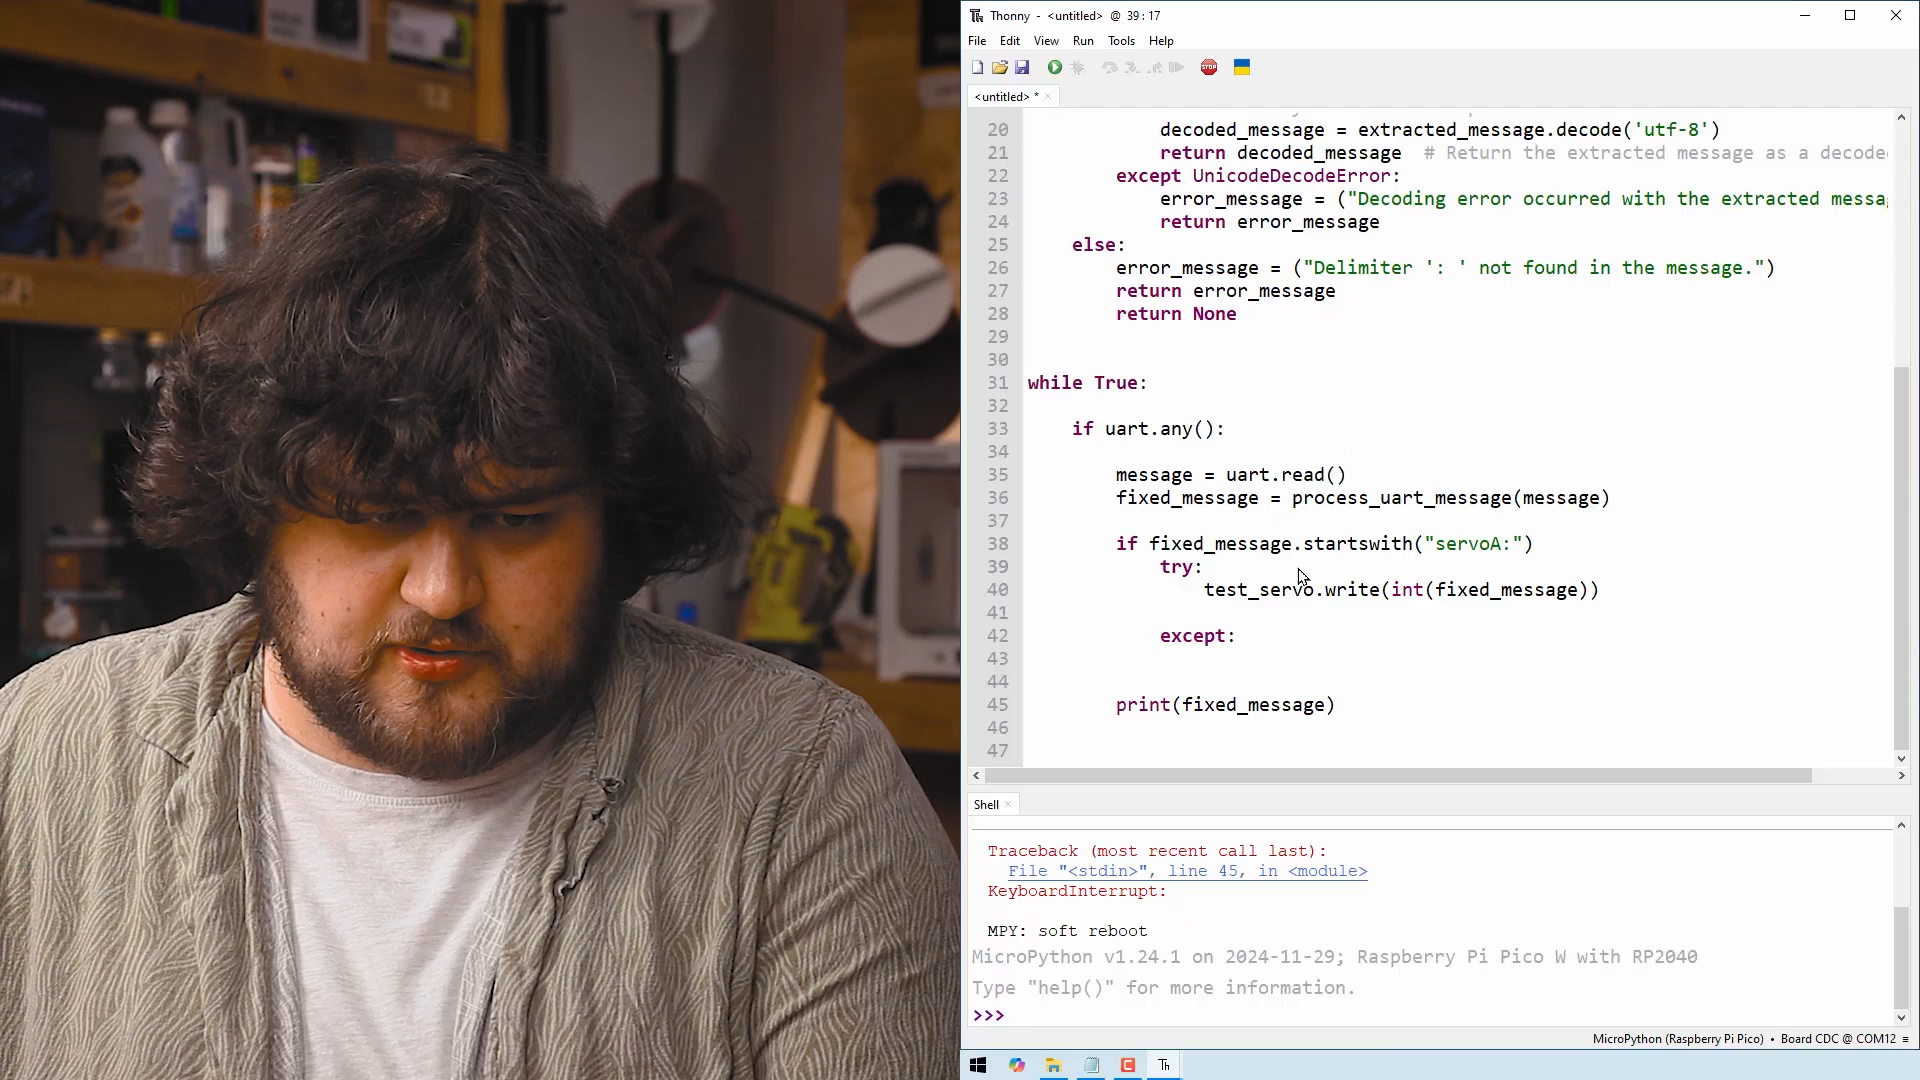 Thonny - <untitled> @ 39:17
File Edit View Run Tools Help
STOP
<untitled> *
20 decoded_message = extracted_message.decode('utf-8')
21 return decoded_message # Return the extracted message as a decode
22 except UnicodeDecodeError:
23 error_message = ("Decoding error occurred with the extracted messa
24 return error_message
25 else:
26 error_message = ("Delimiter ': ' not found in the message.")
27 return error_message
28 return None
29
30
31 while True:
32
33 if uart.any():
34
35 message = uart.read()
36 fixed_message = process_uart_message(message)
37
38 if fixed_message.startswith("servoA:")
39 try:
40 test_servo.write(int(fixed_message))
41
42 except:
43
44
45 print(fixed_message)
46
47
Shell
Traceback (most recent call last):
File "<stdin>", line 45, in <module>
KeyboardInterrupt:
MPY: soft reboot
MicroPython v1.24.1 on 2024-11-29; Raspberry Pi Pico W with RP2040
Type "help()" for more information.
>>>
MicroPython (Raspberry Pi Pico) • Board CDC @ COM12 ≡
Th